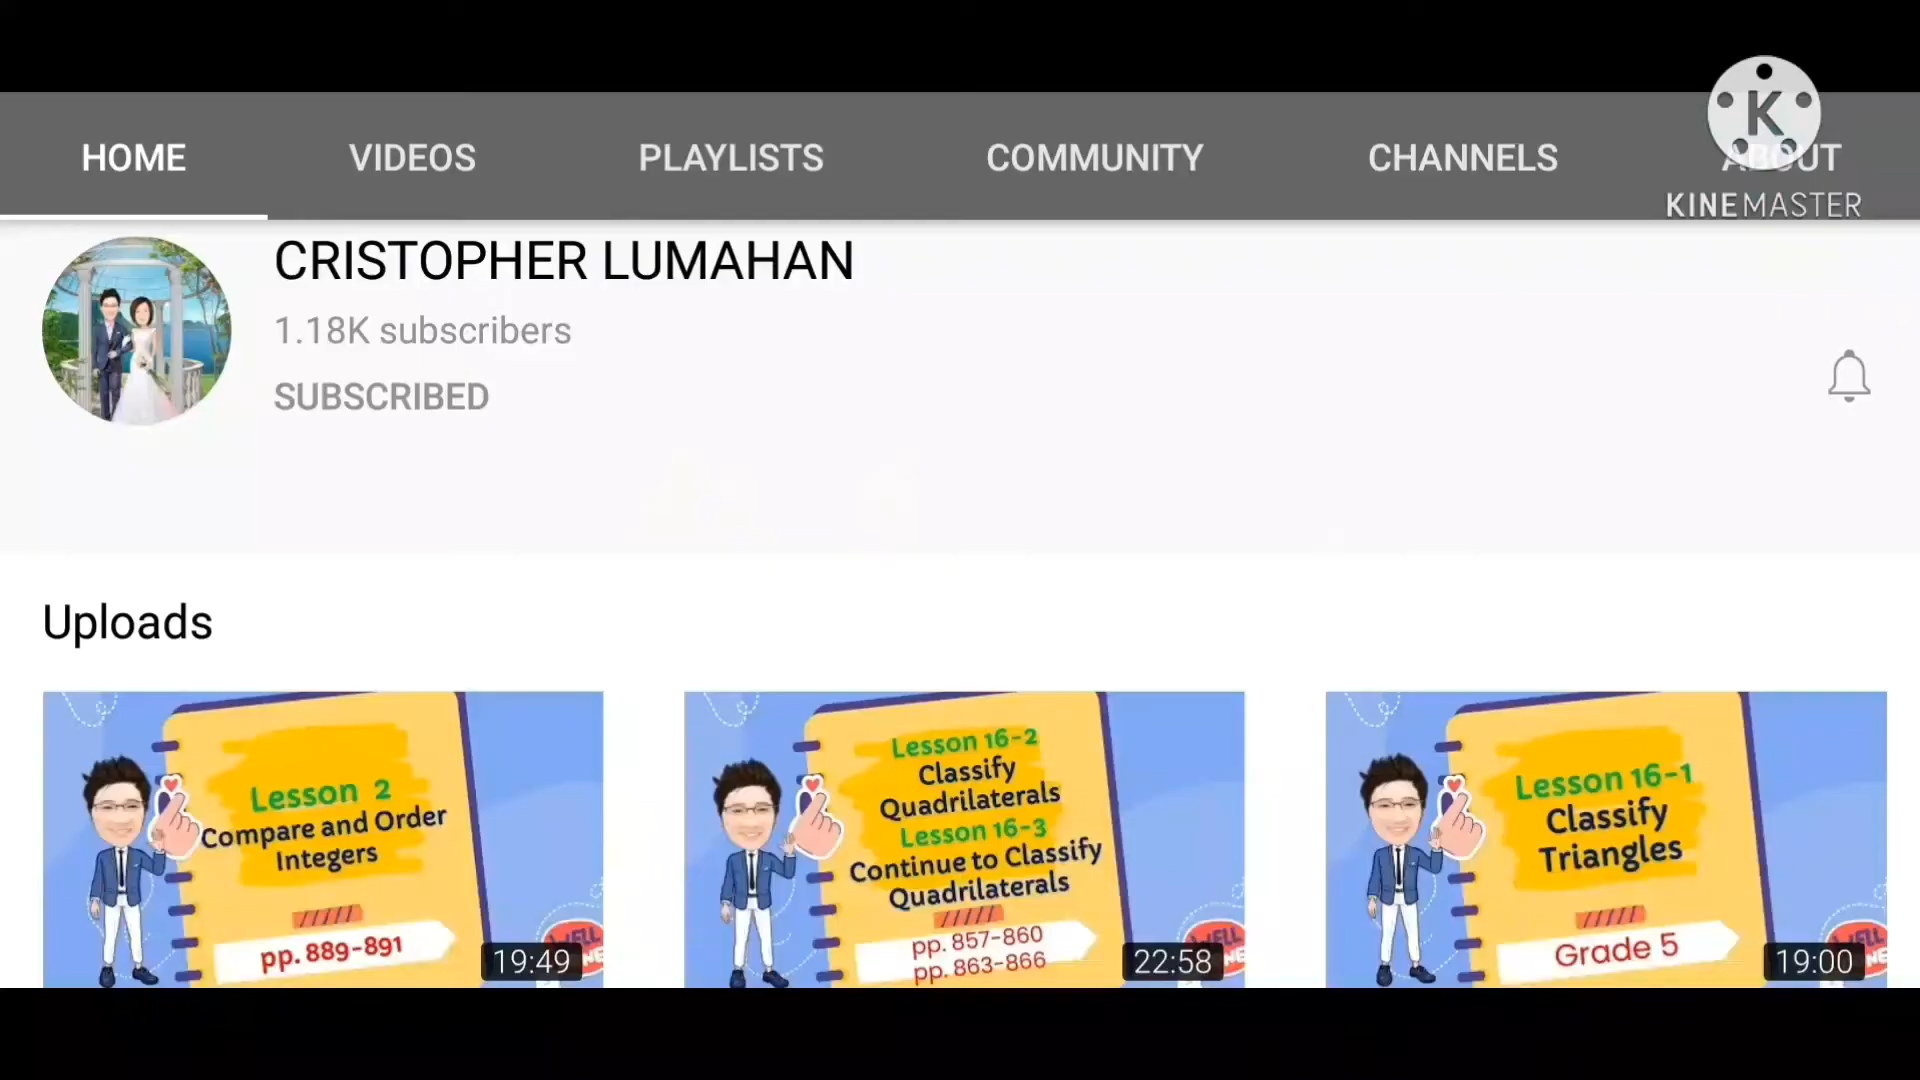 K
KINEMASTER
HOME VIDEOS PLAYLISTS COMMUNITY CHANNELS ABOUT
CRISTOPHER LUMAHAN
1.18K subscribers
SUBSCRIBED
Uploads
Lesson 2
Compare and Order
Integers
pp. 889-891
19:49
Lesson 16-2
Classify
Quadrilaterals
Lesson 16-3
Continue to Classify
Quadrilaterals
pp. 857-860
pp. 863-866
22:58
Lesson 16-1
Classify
Triangles
Grade 5
19:00